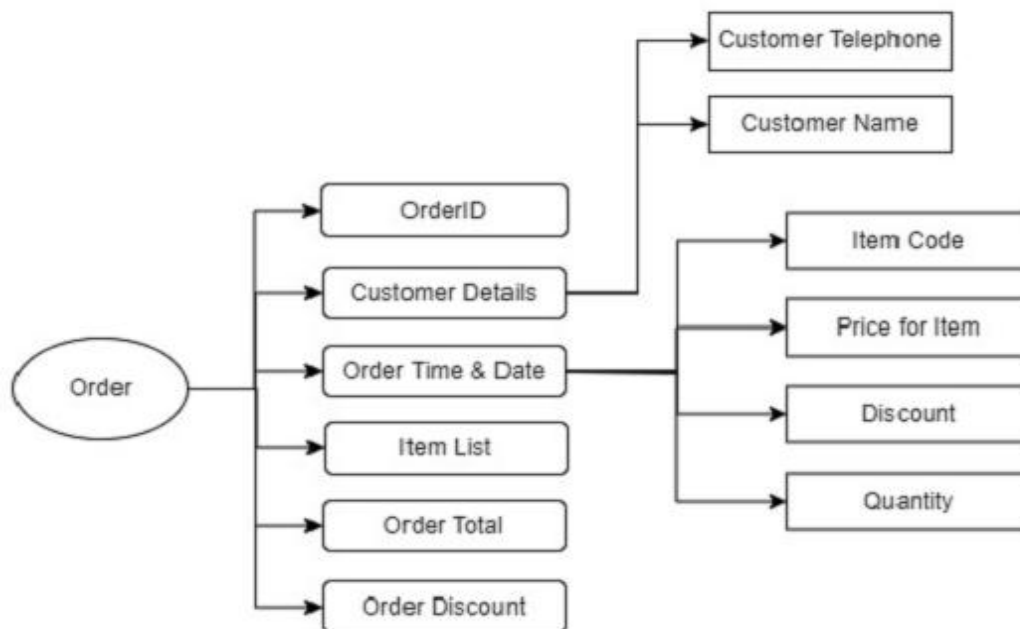 Customer Telephone
Customer Name
OrderID
Customer Details
Order Time & Date
Item List
Order Total
Order Discount
Order
Item Code
Price for Item
Discount
Quantity